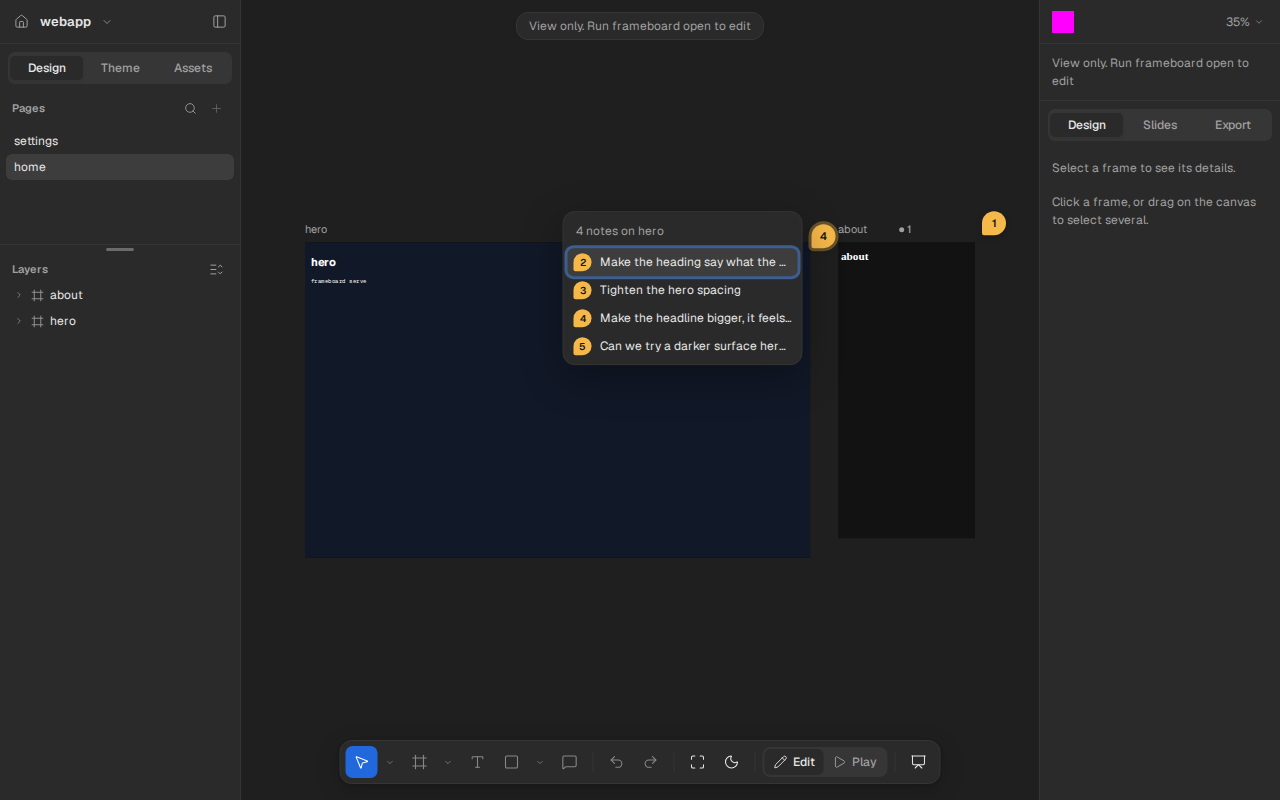 webapp
Design
Theme
Assets
Pages
settings
home
Layers
about
hero
View only. Run frameboard open to edit
hero
hero
frameboard serve
4 notes on hero
2 Make the heading say what the ...
3 Tighten the hero spacing
4 Make the headline bigger, it feels...
5 Can we try a darker surface her...
4
about
1
1
about
Edit
Play
35%
View only. Run frameboard open to
edit
Design
Slides
Export
Select a frame to see its details.
Click a frame, or drag on the canvas
to select several.